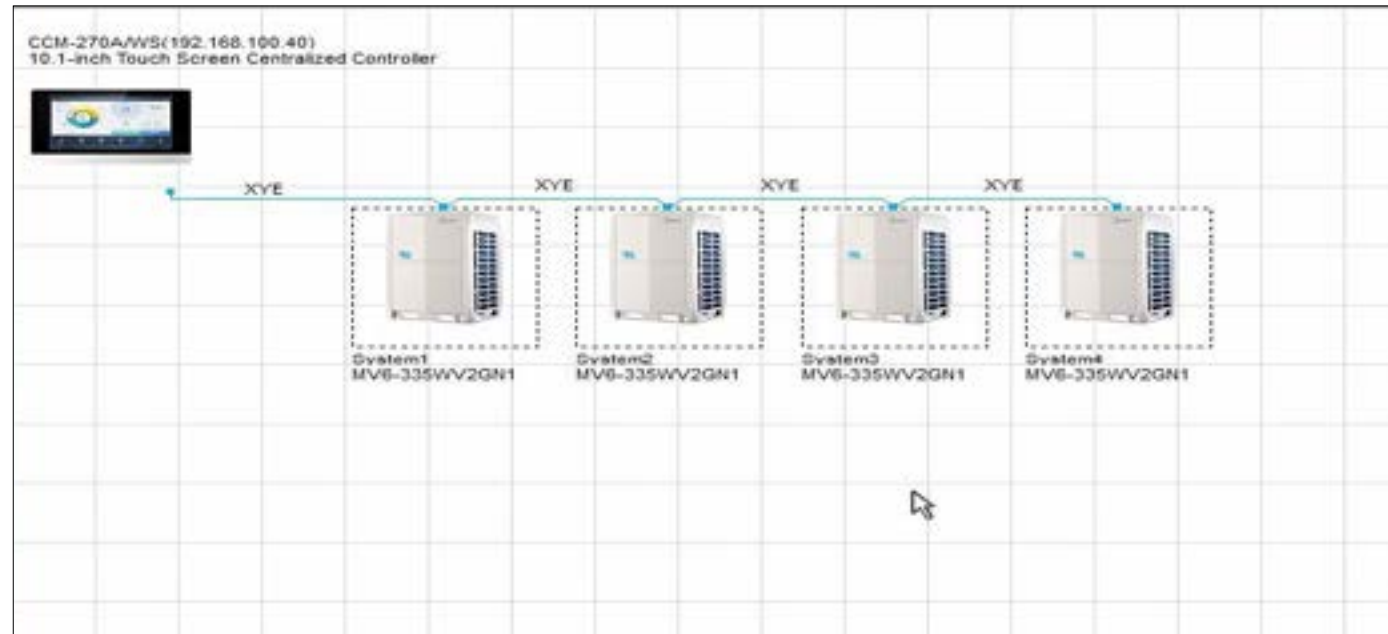 CCM-270A/WS(192.168.100.40)
10.1-inch Touch Screen Centralized Controller
XYE
XYE
XYE
XYE
System1
MV6-335WV2GN1
System2
MV6-335WV2GN1
System3
MV6-335WV2GN1
System4
MV6-335WV2GN1